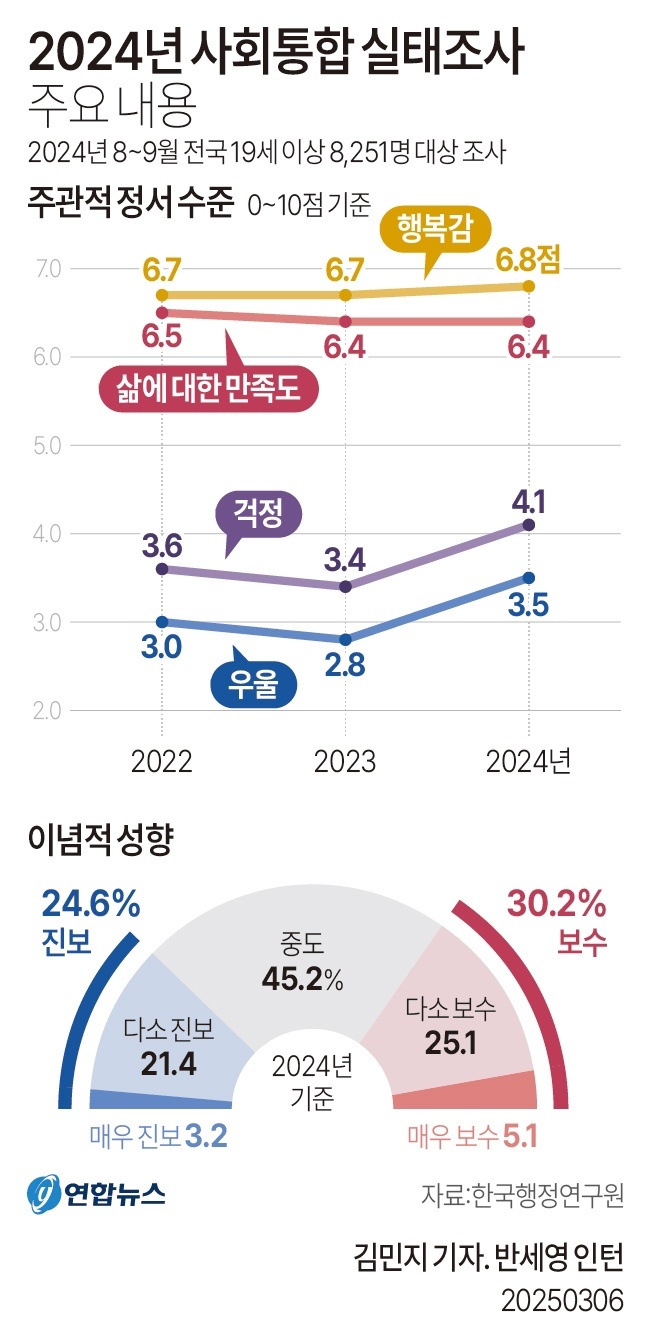 2024년 사회통합 실태조사
주요 내용
2024년 8~9월 전국 19세 이상 8,251명 대상 조사
주관적 정서 수준 0~10점 기준
행복감
7.0
6.7
6.7
6.8점
6.5
6.4
6.4
6.0
삶에 대한 만족도
5.0
걱정
4.1
4.0
3.6
3.4
3.5
3.0
3.0
2.8
우울
2.0
2022
2023
2024년
이념적 성향
24.6%
진보
30.2%
보수
중도
45.2%
다소 진보
21.4
다소 보수
25.1
2024년
기준
매우 진보 3.2
매우 보수 5.1
y 연합뉴스
자료:한국행정연구원
김민지 기자. 반세영 인턴
20250306